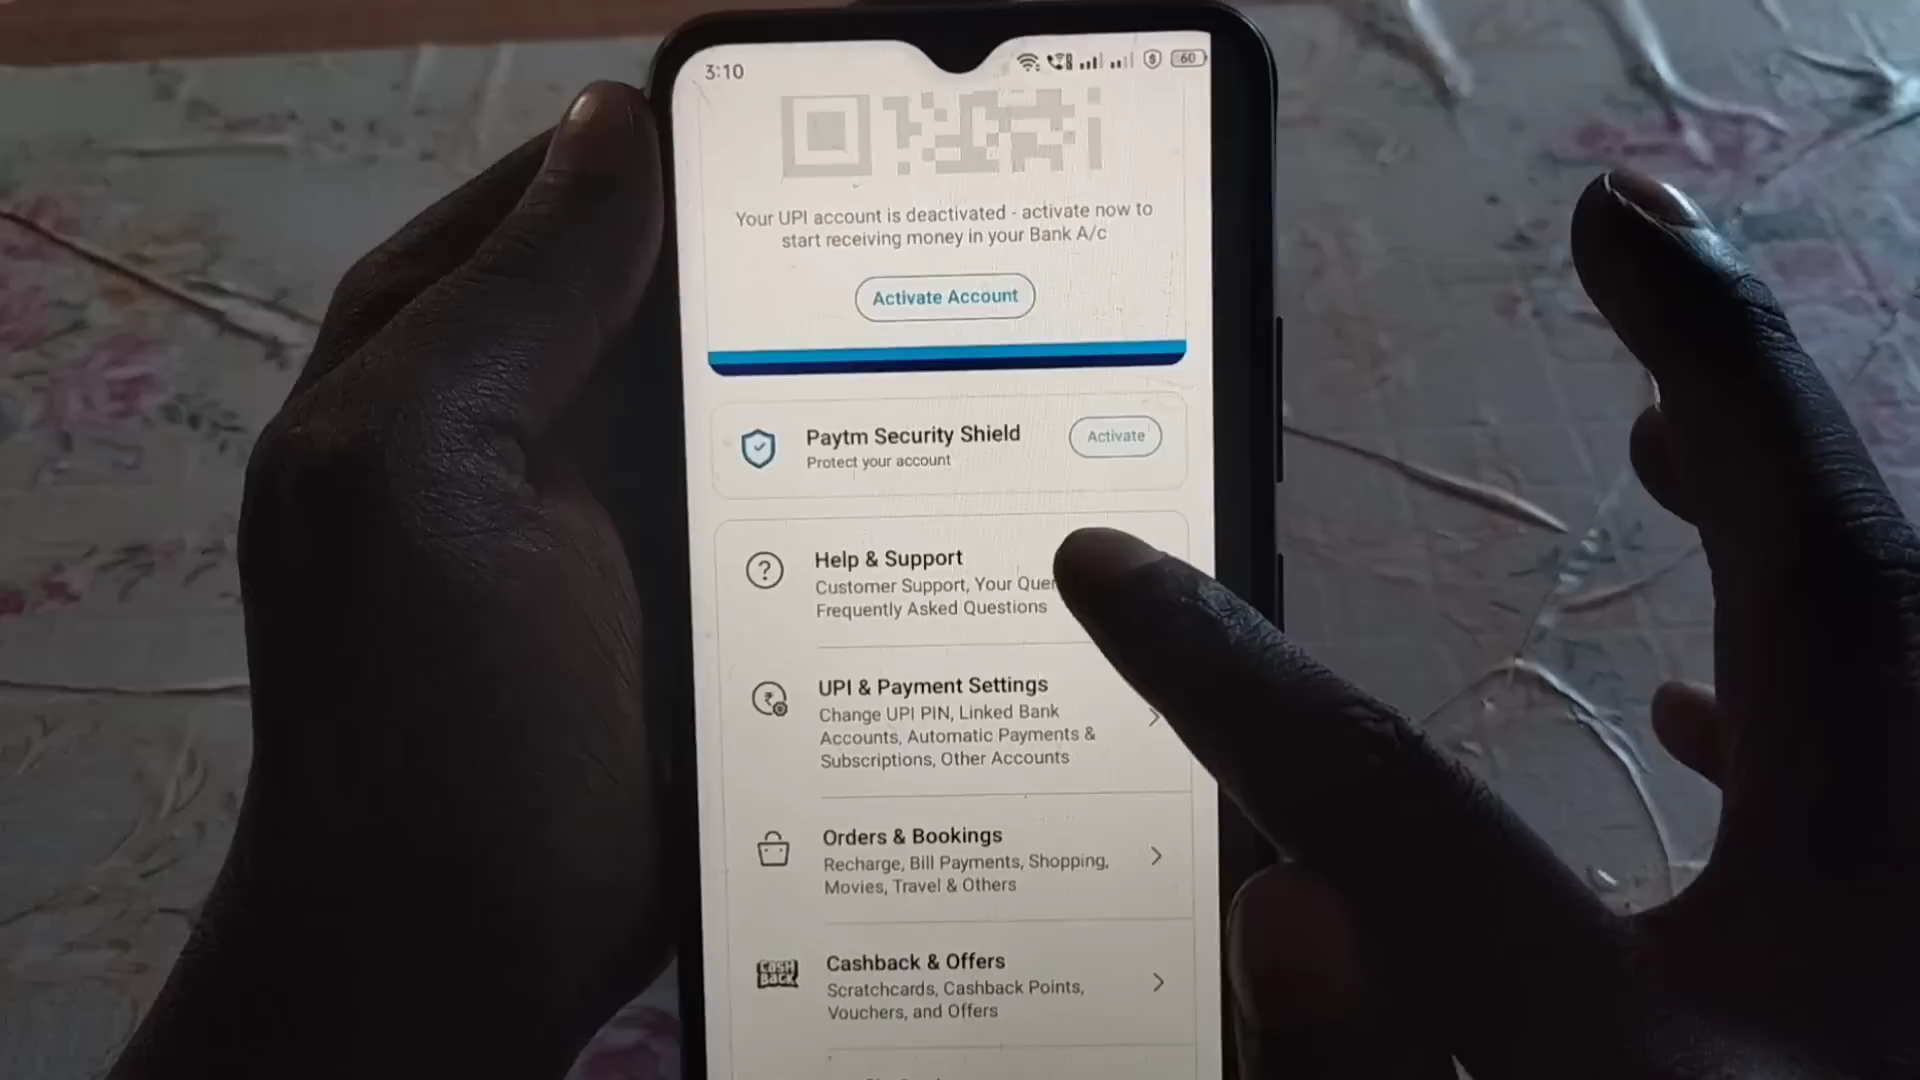 3:10
60
Your UPI account is deactivated - activate now to
start receiving money in your Bank A/c
Activate Account
Paytm Security Shield
Protect your account
Activate
Help & Support
Customer Support, Your
Frequently Asked Questions
UPI & Payment Settings
Change UPI PIN, Linked Bank
Accounts, Automatic Payments &
Subscriptions, Other Accounts
Orders & Bookings
Recharge, Bill Payments, Shopping,
Movies, Travel & Others
CASH
BACK
Cashback & Offers
Scratchcards, Cashback Points,
Vouchers, and Offers